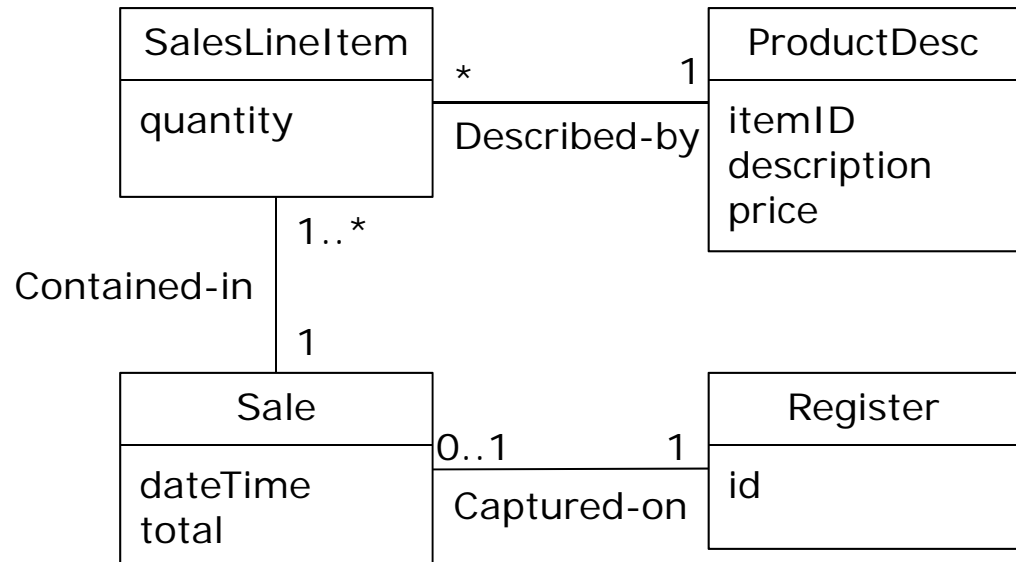 SalesLineItem
quantity
*
1
Described-by
ProductDesc
itemID
description
price
1..*
Contained-in
1
Sale
dateTime
total
0..1
1
Captured-on
Register
id